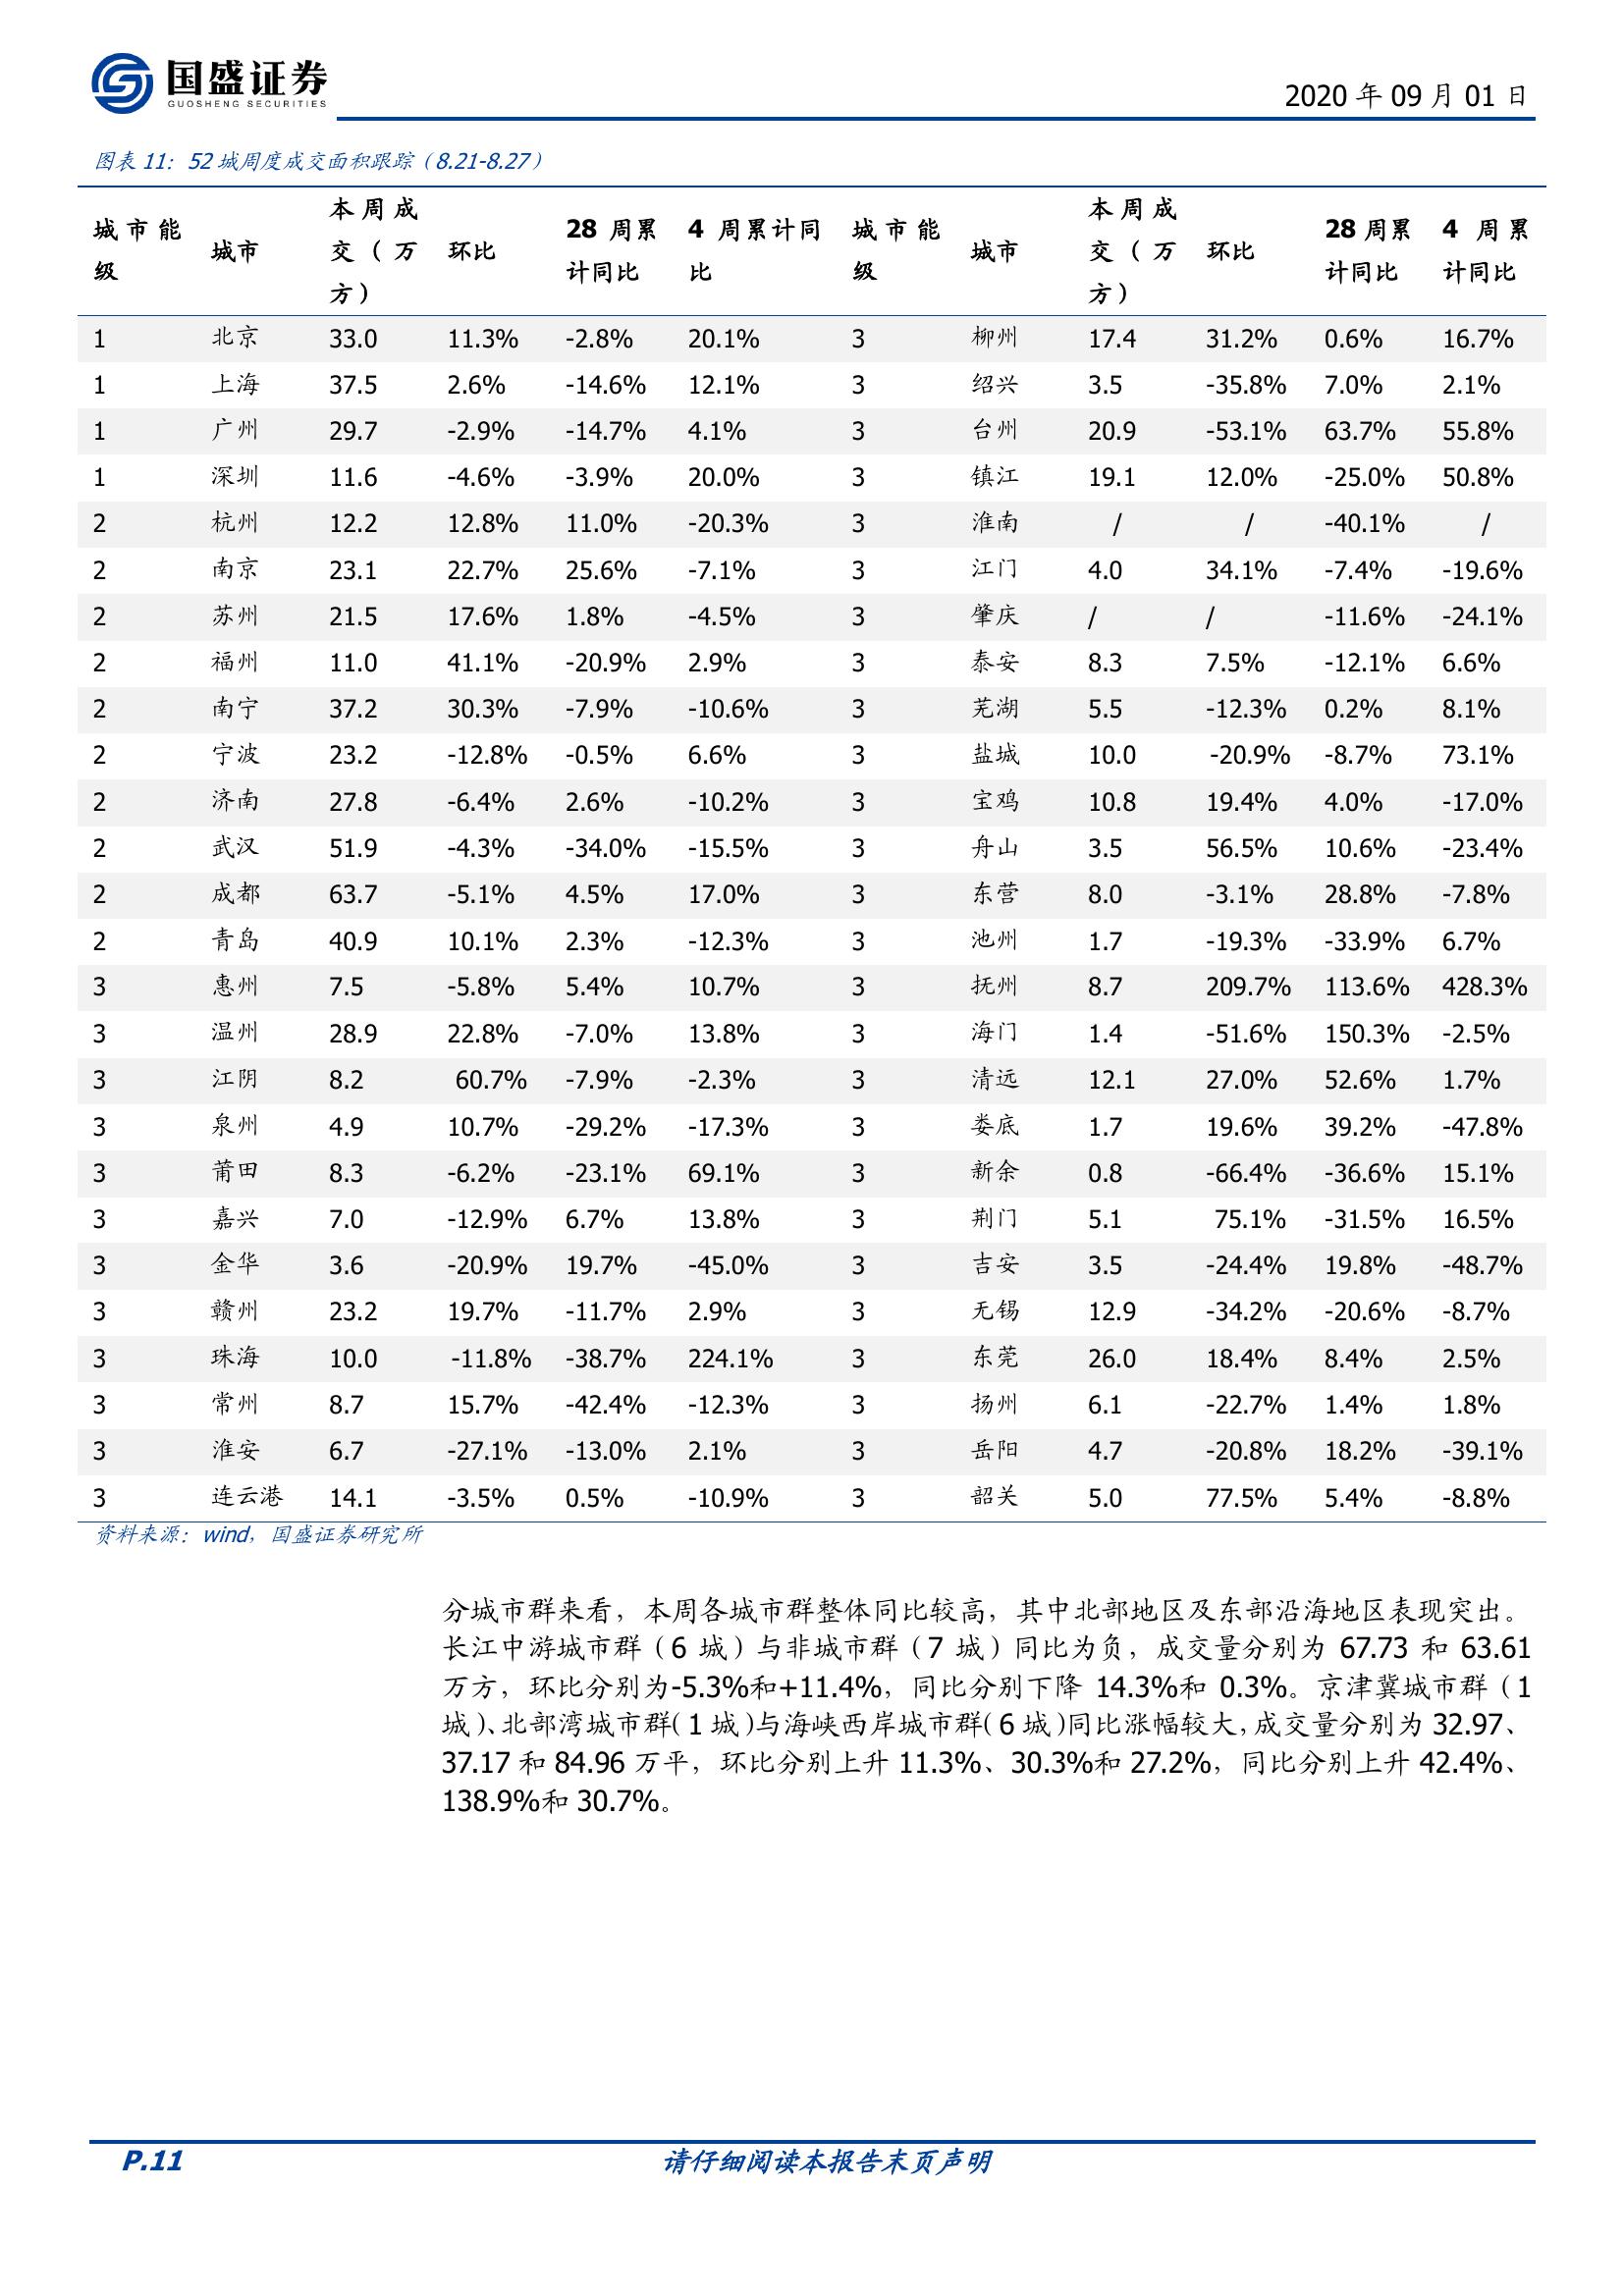 国盛证券
GUOSHENG SECURITIES
2020 年 09 月 01 日
图表 11：52 城周度成交面积跟踪（8.21-8.27）
城市能级 城市 本周成交（万方） 环比 28 周累计同比 4 周累计同比 城市能级 城市 本周成交（万方） 环比 28 周累计同比 4 周累计同比
1 北京 33.0 11.3% -2.8% 20.1% 3 柳州 17.4 31.2% 0.6% 16.7%
1 上海 37.5 2.6% -14.6% 12.1% 3 绍兴 3.5 -35.8% 7.0% 2.1%
1 广州 29.7 -2.9% -14.7% 4.1% 3 台州 20.9 -53.1% 63.7% 55.8%
1 深圳 11.6 -4.6% -3.9% 20.0% 3 镇江 19.1 12.0% -25.0% 50.8%
2 杭州 12.2 12.8% 11.0% -20.3% 3 淮南 / / -40.1% /
2 南京 23.1 22.7% 25.6% -7.1% 3 江门 4.0 34.1% -7.4% -19.6%
2 苏州 21.5 17.6% 1.8% -4.5% 3 肇庆 / / -11.6% -24.1%
2 福州 11.0 41.1% -20.9% 2.9% 3 泰安 8.3 7.5% -12.1% 6.6%
2 南宁 37.2 30.3% -7.9% -10.6% 3 芜湖 5.5 -12.3% 0.2% 8.1%
2 宁波 23.2 -12.8% -0.5% 6.6% 3 盐城 10.0 -20.9% -8.7% 73.1%
2 济南 27.8 -6.4% 2.6% -10.2% 3 宝鸡 10.8 19.4% 4.0% -17.0%
2 武汉 51.9 -4.3% -34.0% -15.5% 3 舟山 3.5 56.5% 10.6% -23.4%
2 成都 63.7 -5.1% 4.5% 17.0% 3 东营 8.0 -3.1% 28.8% -7.8%
2 青岛 40.9 10.1% 2.3% -12.3% 3 池州 1.7 -19.3% -33.9% 6.7%
3 惠州 7.5 -5.8% 5.4% 10.7% 3 抚州 8.7 209.7% 113.6% 428.3%
3 温州 28.9 22.8% -7.0% 13.8% 3 海门 1.4 -51.6% 150.3% -2.5%
3 江阴 8.2 60.7% -7.9% -2.3% 3 清远 12.1 27.0% 52.6% 1.7%
3 泉州 4.9 10.7% -29.2% -17.3% 3 娄底 1.7 19.6% 39.2% -47.8%
3 莆田 8.3 -6.2% -23.1% 69.1% 3 新余 0.8 -66.4% -36.6% 15.1%
3 嘉兴 7.0 -12.9% 6.7% 13.8% 3 荆门 5.1 75.1% -31.5% 16.5%
3 金华 3.6 -20.9% 19.7% -45.0% 3 吉安 3.5 -24.4% 19.8% -48.7%
3 赣州 23.2 19.7% -11.7% 2.9% 3 无锡 12.9 -34.2% -20.6% -8.7%
3 珠海 10.0 -11.8% -38.7% 224.1% 3 东莞 26.0 18.4% 8.4% 2.5%
3 常州 8.7 15.7% -42.4% -12.3% 3 扬州 6.1 -22.7% 1.4% 1.8%
3 淮安 6.7 -27.1% -13.0% 2.1% 3 岳阳 4.7 -20.8% 18.2% -39.1%
3 连云港 14.1 -3.5% 0.5% -10.9% 3 韶关 5.0 77.5% 5.4% -8.8%
资料来源：wind，国盛证券研究所
分城市群来看，本周各城市群整体同比较高，其中北部地区及东部沿海地区表现突出。
长江中游城市群（6 城）与非城市群（7 城）同比为负，成交量分别为 67.73 和 63.61
万方，环比分别为-5.3%和+11.4%，同比分别下降 14.3%和 0.3%。京津冀城市群（1
城）、北部湾城市群(1 城)与海峡西岸城市群(6 城)同比涨幅较大，成交量分别为 32.97、
37.17 和 84.96 万平，环比分别上升 11.3%、30.3%和 27.2%，同比分别上升 42.4%、
138.9%和 30.7%。
P.11 请仔细阅读本报告末页声明